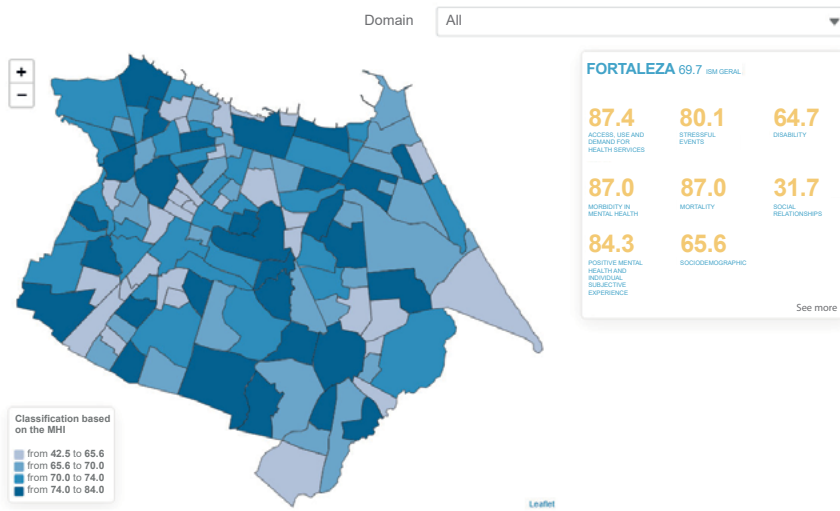 Domain All
+
−
FORTALEZA 69.7 ISM GERAL
87.4 80.1 64.7
ACCESS, USE AND STRESSFUL DISABILITY
DEMAND FOR EVENTS
HEALTH SERVICES
87.0 87.0 31.7
MORBIDITY IN MORTALITY SOCIAL
MENTAL HEALTH RELATIONSHIPS
84.3 65.6
POSITIVE MENTAL SOCIODEMOGRAPHIC
HEALTH AND
INDIVIDUAL
SUBJECTIVE
EXPERIENCE
See more
Classification based
on the MHI
from 42.5 to 65.6
from 65.6 to 70.0
from 70.0 to 74.0
from 74.0 to 84.0
Leaflet